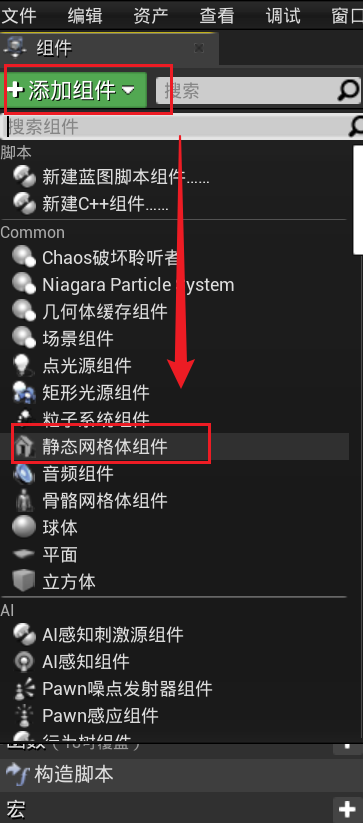 文件 编辑 资产 查看 调试 窗口
组件
+添加组件 搜索
搜索组件
脚本
新建蓝图脚本组件......
新建C++组件......
Common
Chaos破坏聆听者
Niagara Particle System
几何体缓存组件
场景组件
点光源组件
矩形光源组件
粒子系统组件
静态网格体组件
音频组件
骨骼网格体组件
球体
平面
立方体
AI
AI感知刺激源组件
AI感知组件
Pawn噪点发射器组件
Pawn感应组件
行为树组件
构造脚本
宏